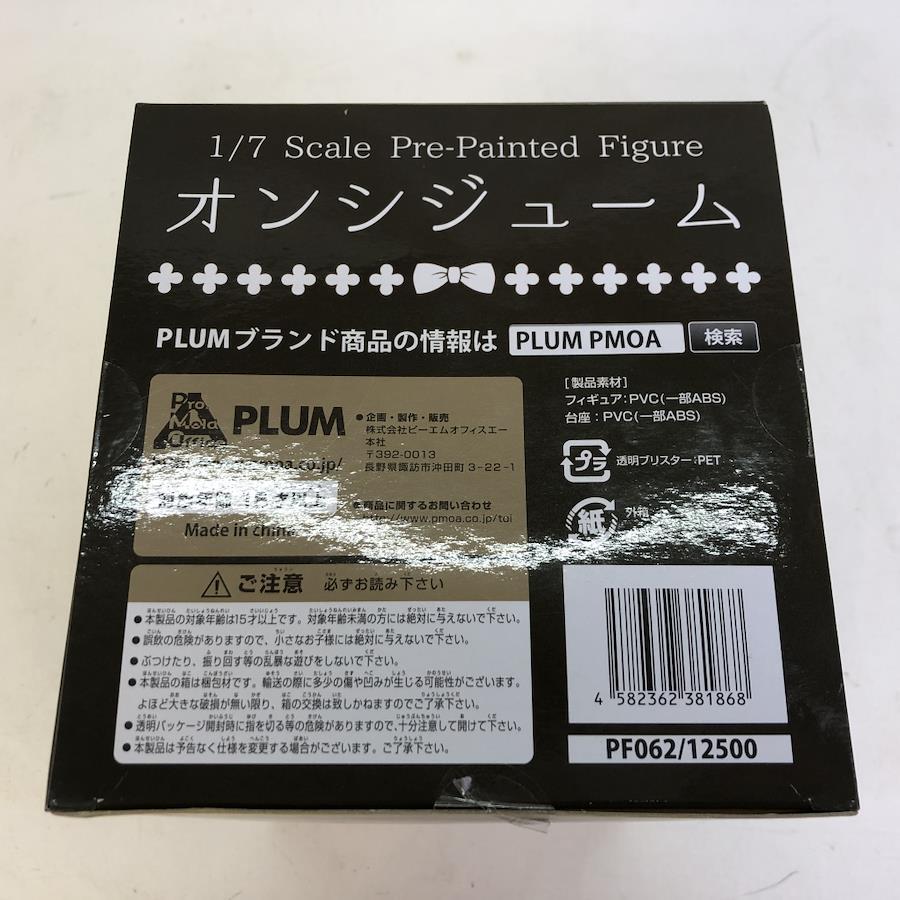 1/7 Scale Pre-Painted Figure
オンシジューム
PLUMブランド商品の情報は PLUM PMOA 検索
Pro Mold Office
PLUM
●企画・製作・販売
株式会社ピーエムオフィスエー
本社
〒392-0013
長野県諏訪市沖田町3-22-1
moa.co.jp/
Made in china
商品に関するお問い合わせ
http://www.pmoa.co.jp/toi
[製品素材]
フィギュア:PVC(一部ABS)
台座:PVC(一部ABS)
プラ
透明ブリスター:PET
紙
外箱
ご注意 必ずお読み下さい
●本製品の対象年齢は15才以上です。対象年齢未満の方には絶対に与えないで下さい。
●誤飲の危険がありますので、小さなお子様には絶対に与えないで下さい。
●ぶつけたり、振り回す等の乱暴な遊びをしないで下さい。
●本製品の箱は梱包材です。輸送の際に多少の傷や凹みが生じる可能性がございます。
よほど大きな破損が無い限り、箱の交換は致しかねますのでご了承下さい。
●透明パッケージ開封時に指を切る等の危険がありますので、十分注意して開けて下さい。
●本製品は予告なく仕様を変更する場合がございます。ご了承下さい。
4 582362 381868
PF062/12500